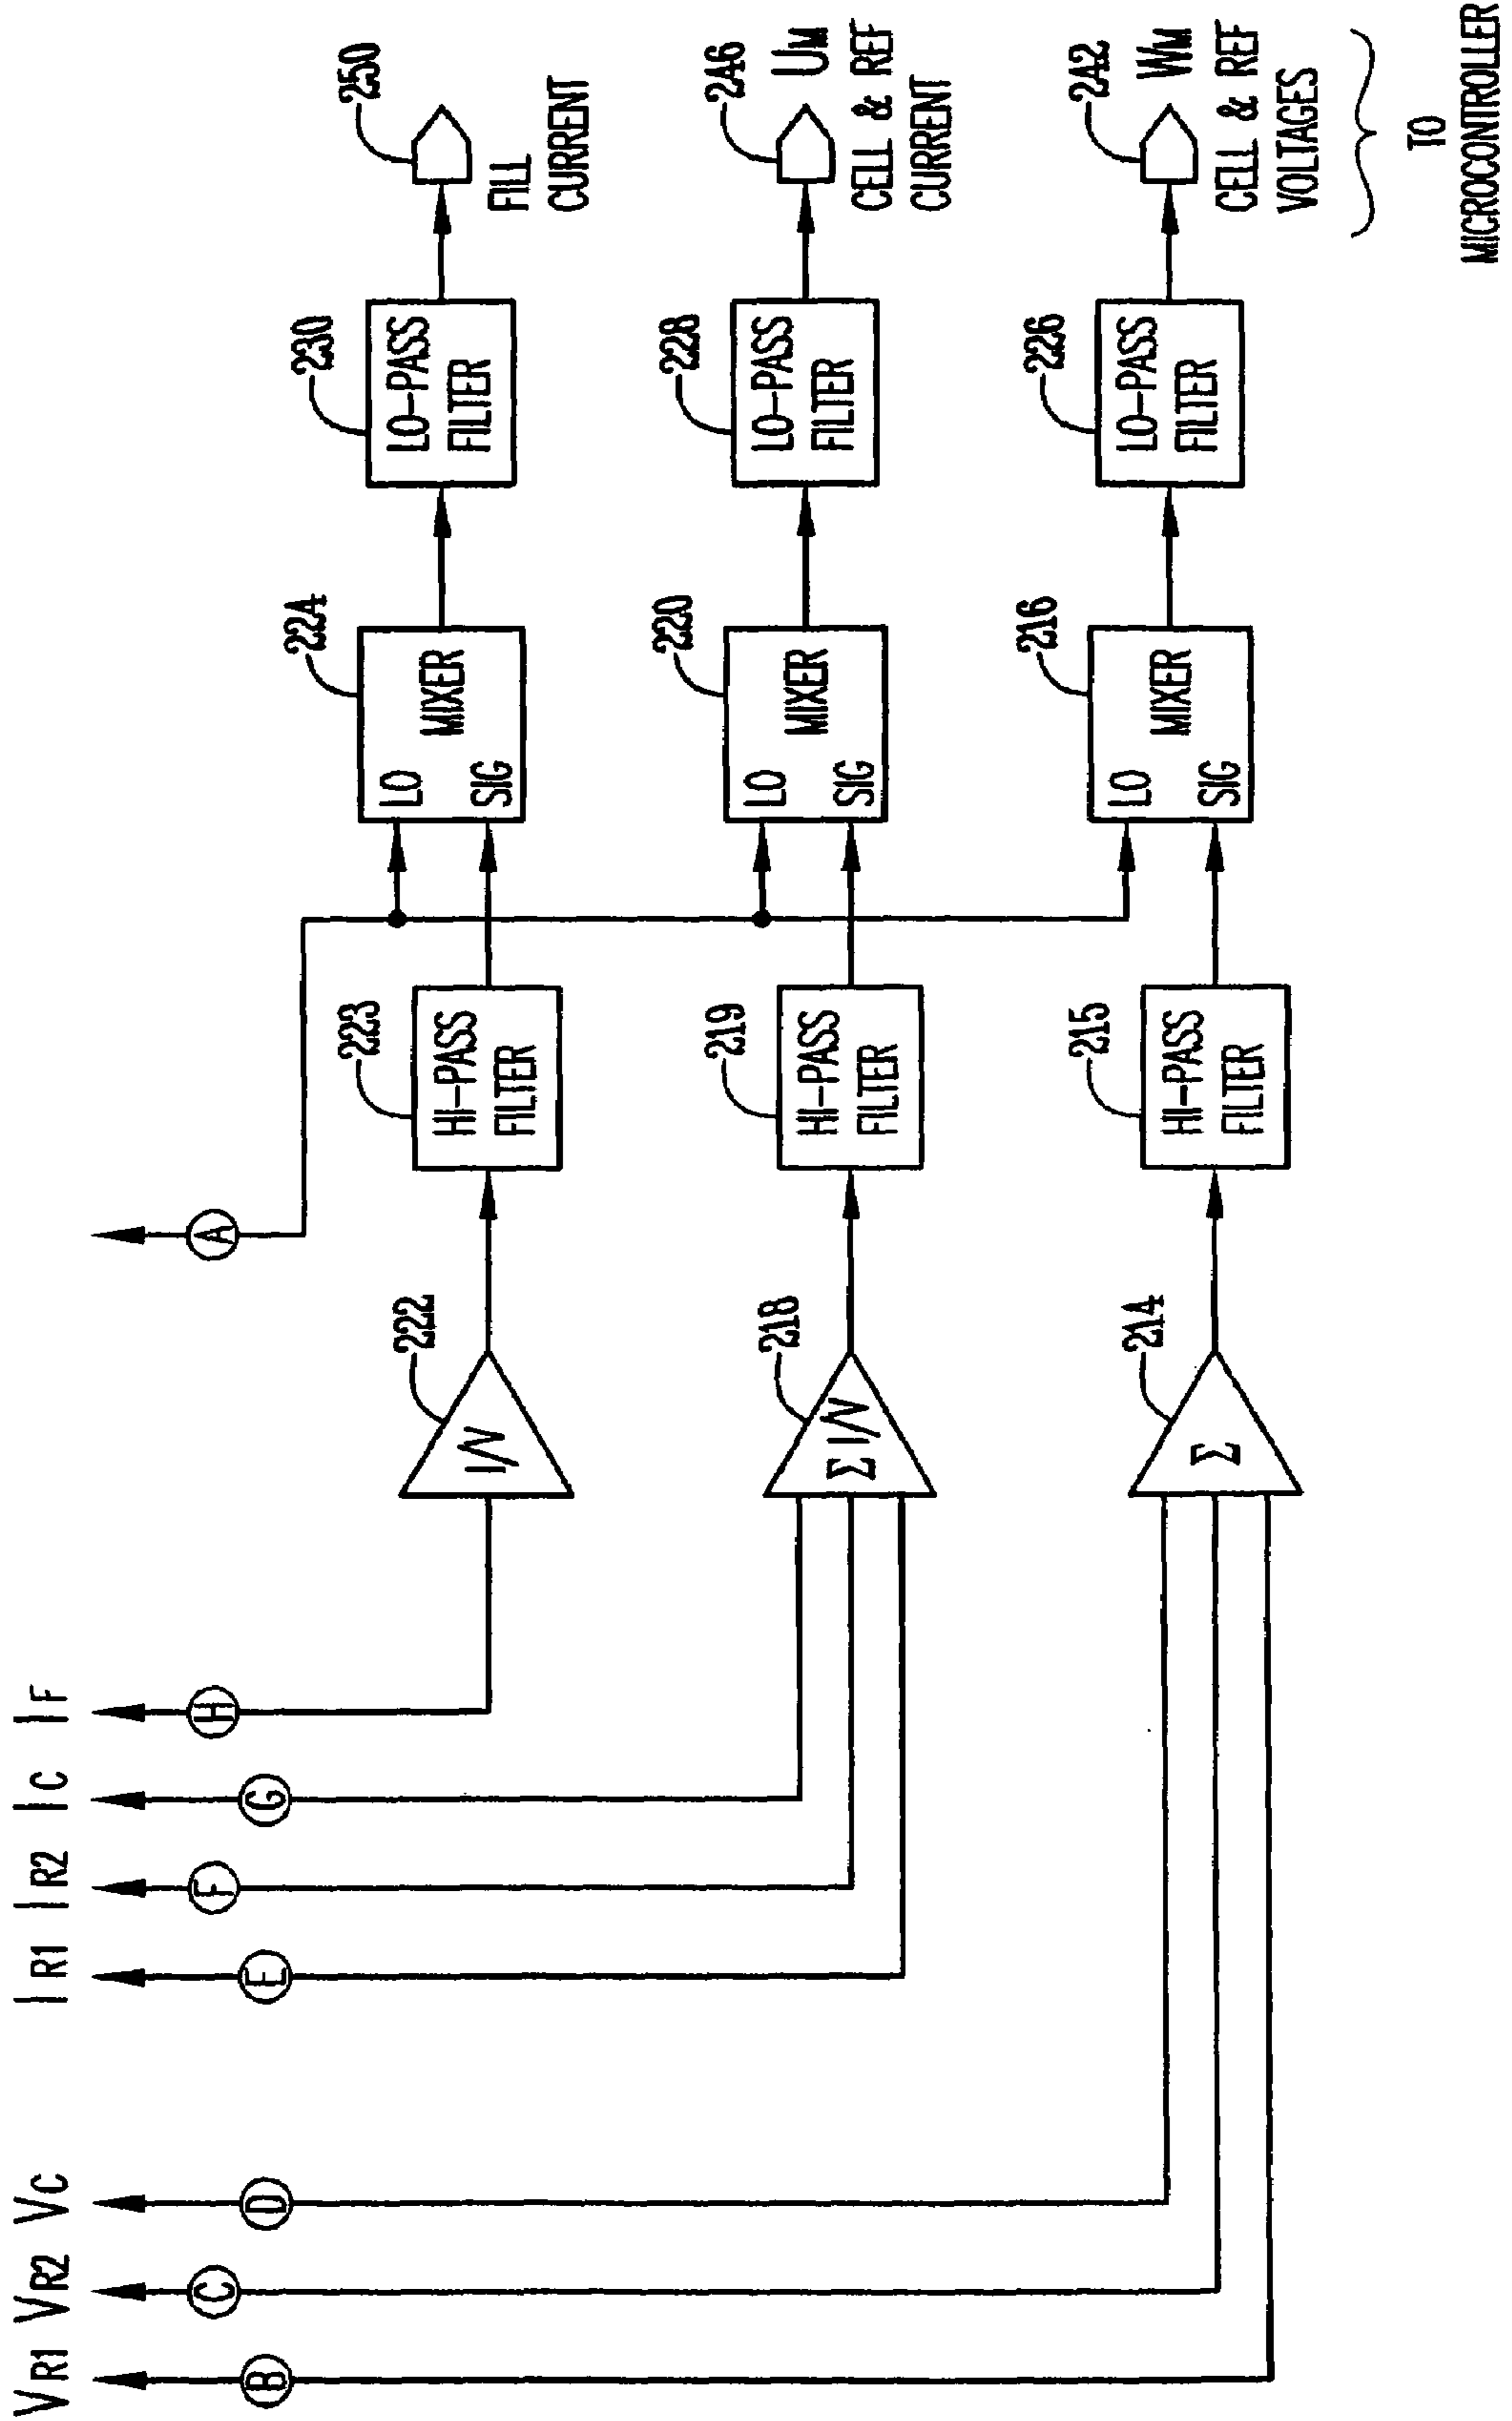 VR1 VR2 VC IR1 IR2 IC IF
B C D E F G H A
222 223 224 230 250
I/V
HI-PASS
FILTER
LO
SIG
MIXER
LO-PASS
FILTER
FILL
CURRENT
218 219 220 228 246
Σ I/V
HI-PASS
FILTER
LO
SIG
MIXER
LO-PASS
FILTER
UM
CELL & REF
CURRENT
214 215 216 226 242
Σ
HI-PASS
FILTER
LO
SIG
MIXER
LO-PASS
FILTER
WM
CELL & REF
VOLTAGES
TO
MICROCONTROLLER